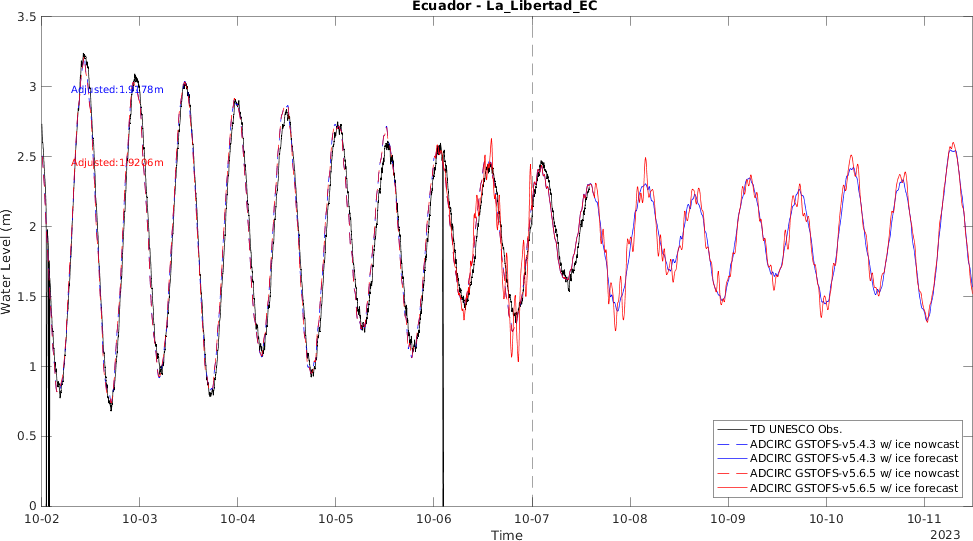 Ecuador - La_Libertad_EC
3.5
3
2.5
2
1.5
1
0.5
0
Water Level (m)
Adjusted:1.9178m
Adjusted:1.9206m
10-02
10-03
10-04
10-05
10-06
10-07
10-08
10-09
10-10
10-11
Time
2023
TD UNESCO Obs.
ADCIRC GSTOFS-v5.4.3 w/ ice nowcast
ADCIRC GSTOFS-v5.4.3 w/ ice forecast
ADCIRC GSTOFS-v5.6.5 w/ ice nowcast
ADCIRC GSTOFS-v5.6.5 w/ ice forecast